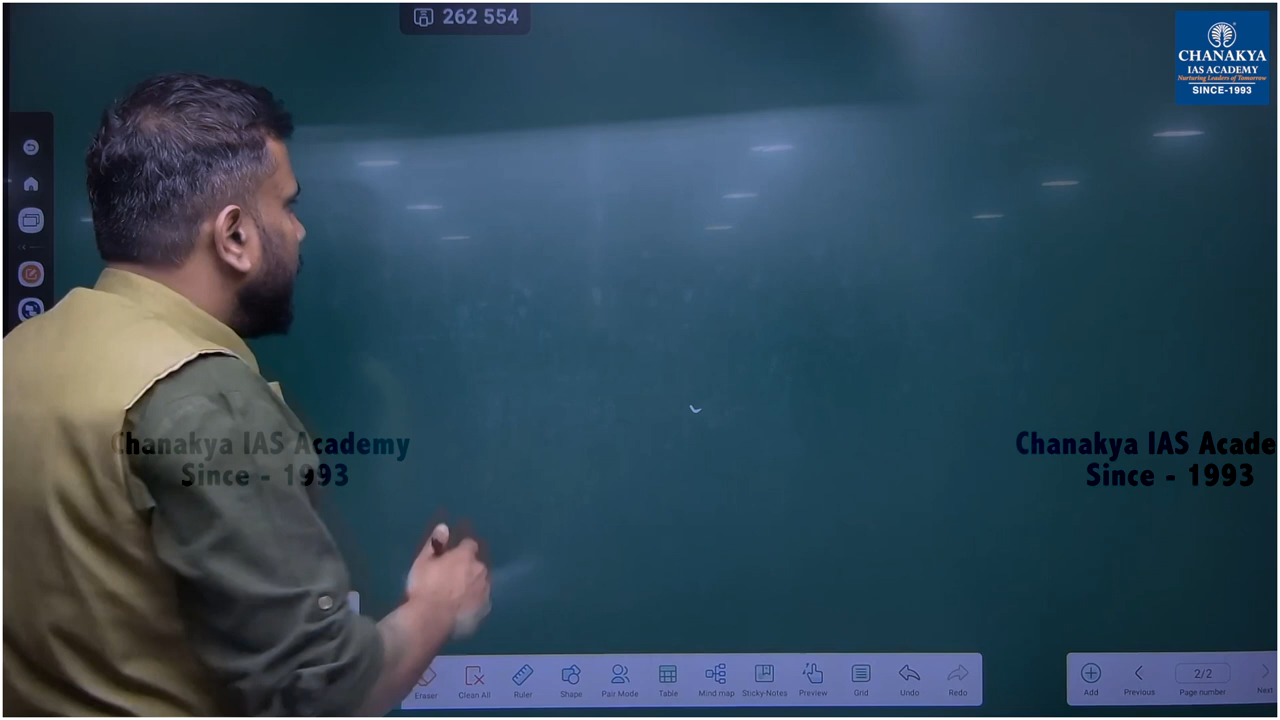 262 554
CHANAKYA
IAS ACADEMY
Nurturing Leaders of Tomorrow
SINCE-1993
Chanakya IAS Academy
Since - 1993
Chanakya IAS Acade
Since - 1993
Eraser Clean All Ruler Shape Pair Mode Table Mind map Sticky-Notes Preview Grid Undo Redo
2/2
Add Previous Page number Next